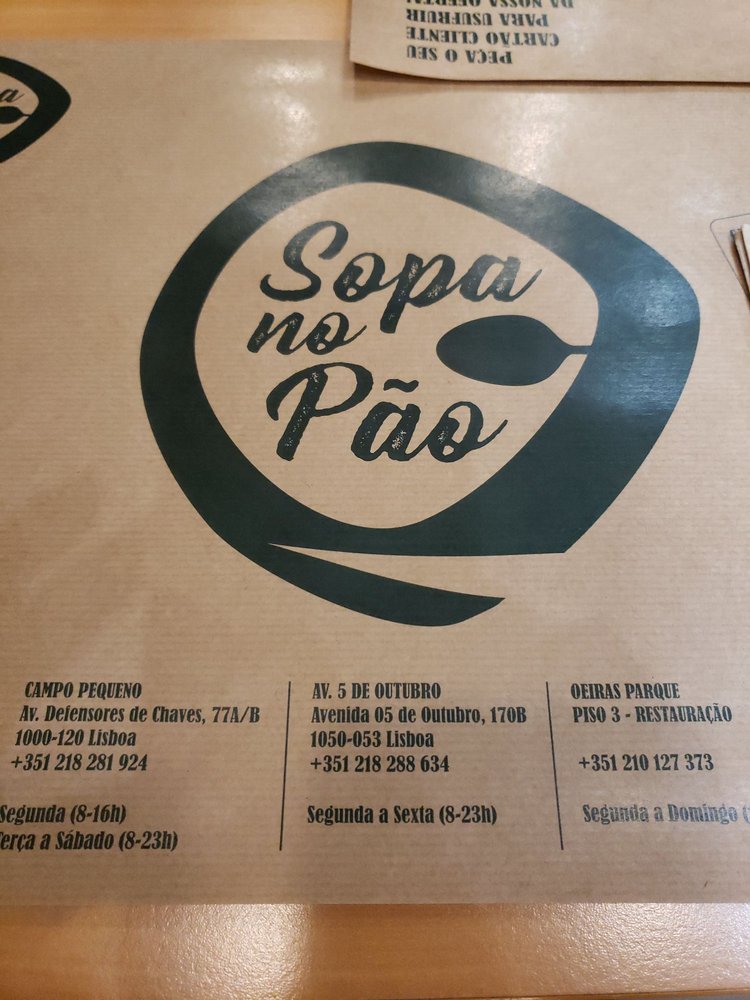 PEÇA O SEU
CARTÃO CLIENTE
PARA USUFRUIR
DA NOSSA OFERTA!
a
Sopa
no
Pão
CAMPO PEQUENO
Av. Defensores de Chaves, 77A/B
1000-120 Lisboa
+351 218 281 924
Segunda (8-16h)
Terça a Sábado (8-23h)
AV. 5 DE OUTUBRO
Avenida 05 de Outubro, 170B
1050-053 Lisboa
+351 218 288 634
Segunda a Sexta (8-23h)
OEIRAS PARQUE
PISO 3 - RESTAURAÇÃO
+351 210 127 373
Segunda a Domingo (